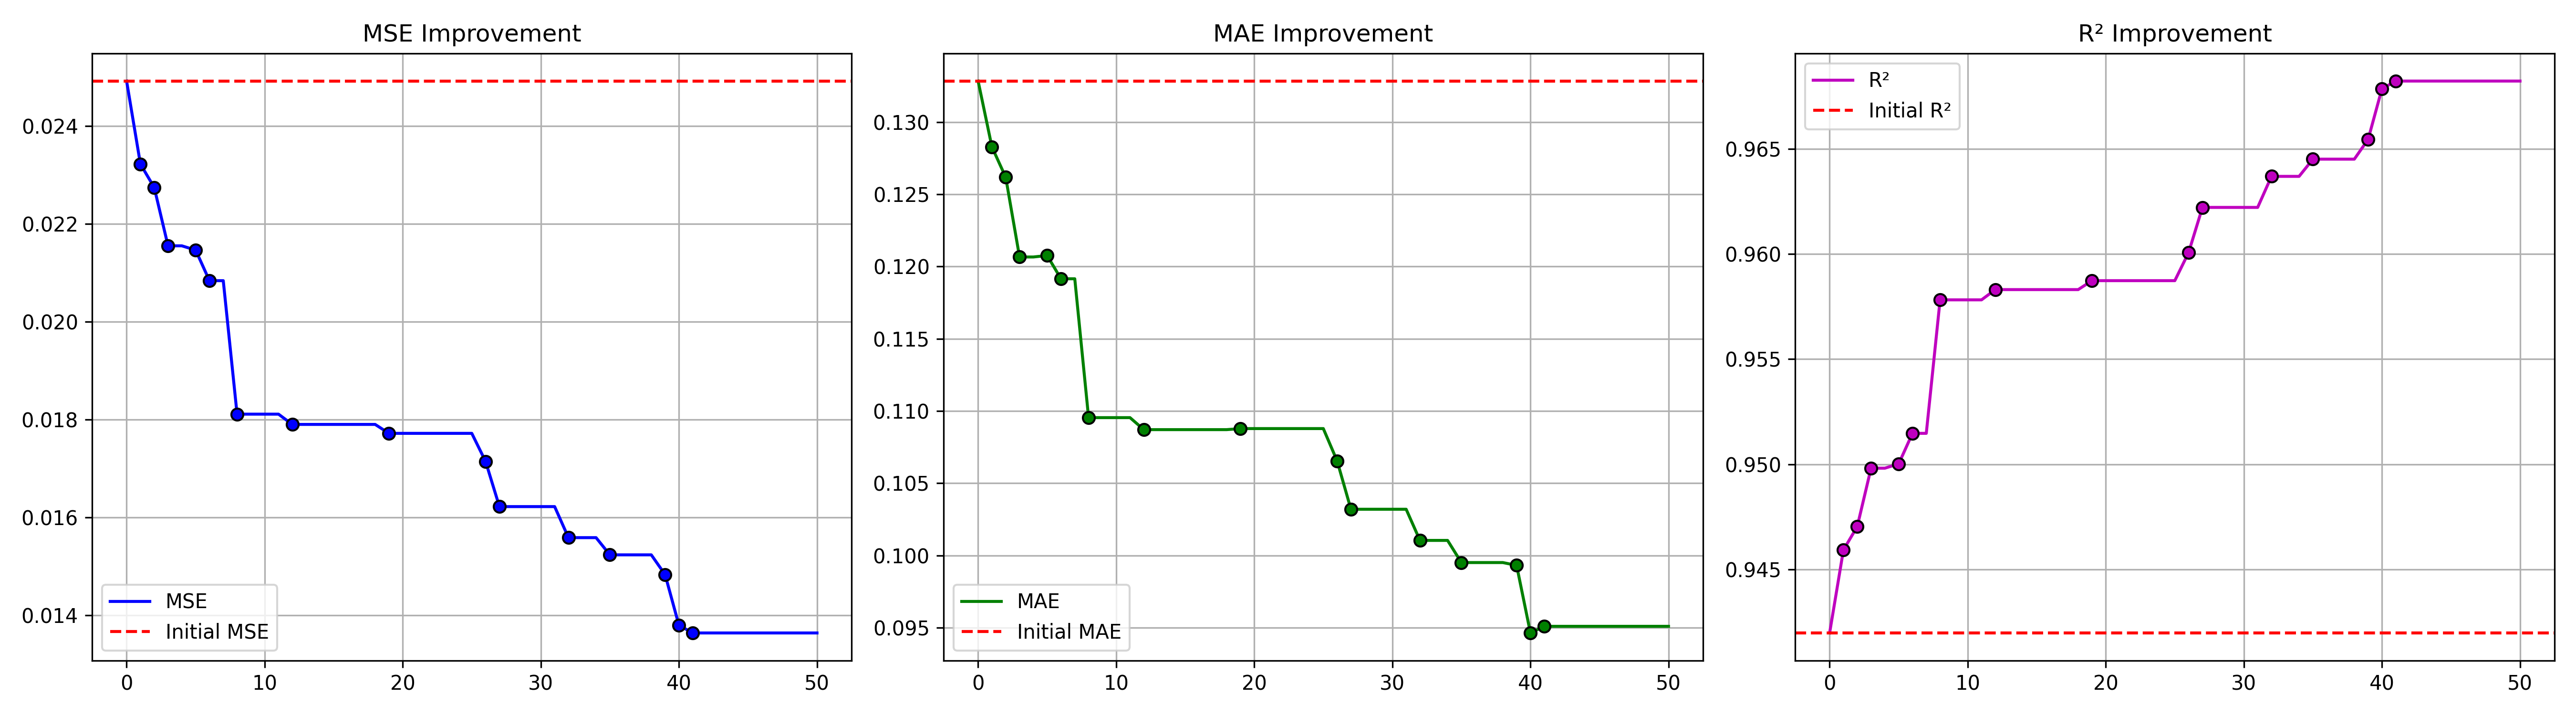 MSE Improvement
0.024
0.022
0.020
0.018
0.016
0.014
MSE
Initial MSE
0 10 20 30 40 50
MAE Improvement
0.130
0.125
0.120
0.115
0.110
0.105
0.100
0.095
MAE
Initial MAE
0 10 20 30 40 50
R² Improvement
R²
Initial R²
0.965
0.960
0.955
0.950
0.945
0 10 20 30 40 50